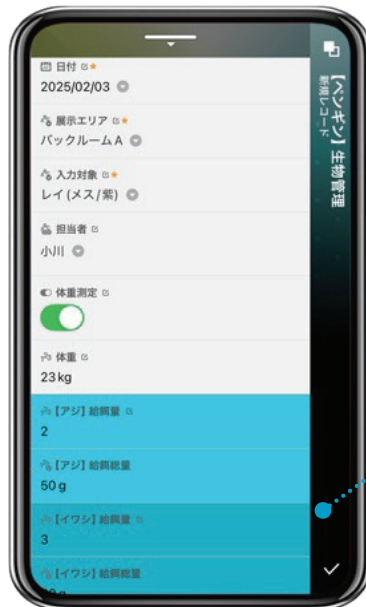 【ペンギン】生物管理
新規レコード
日付
2025/02/03
展示エリア
バックルームA
入力対象
レイ(メス/紫)
担当者
小川
体重測定
体重
23kg
【アジ】給餌量
2
【アジ】給餌総量
50g
【イワシ】給餌量
3
【イワシ】給餌総量